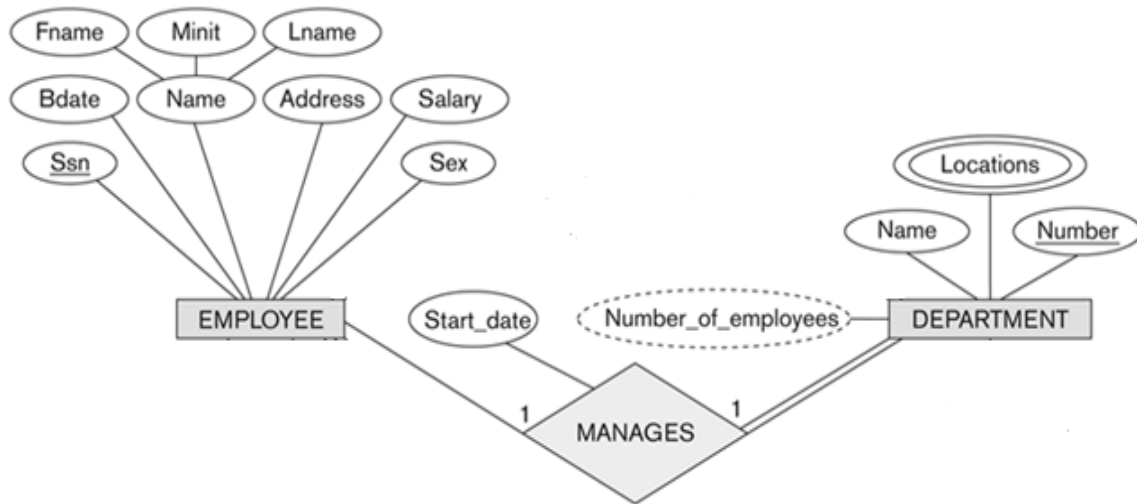 Fname Minit Lname
Bdate Name Address Salary
Ssn Sex
Locations
Name Number
EMPLOYEE Start_date Number_of_employees DEPARTMENT
1 1
MANAGES